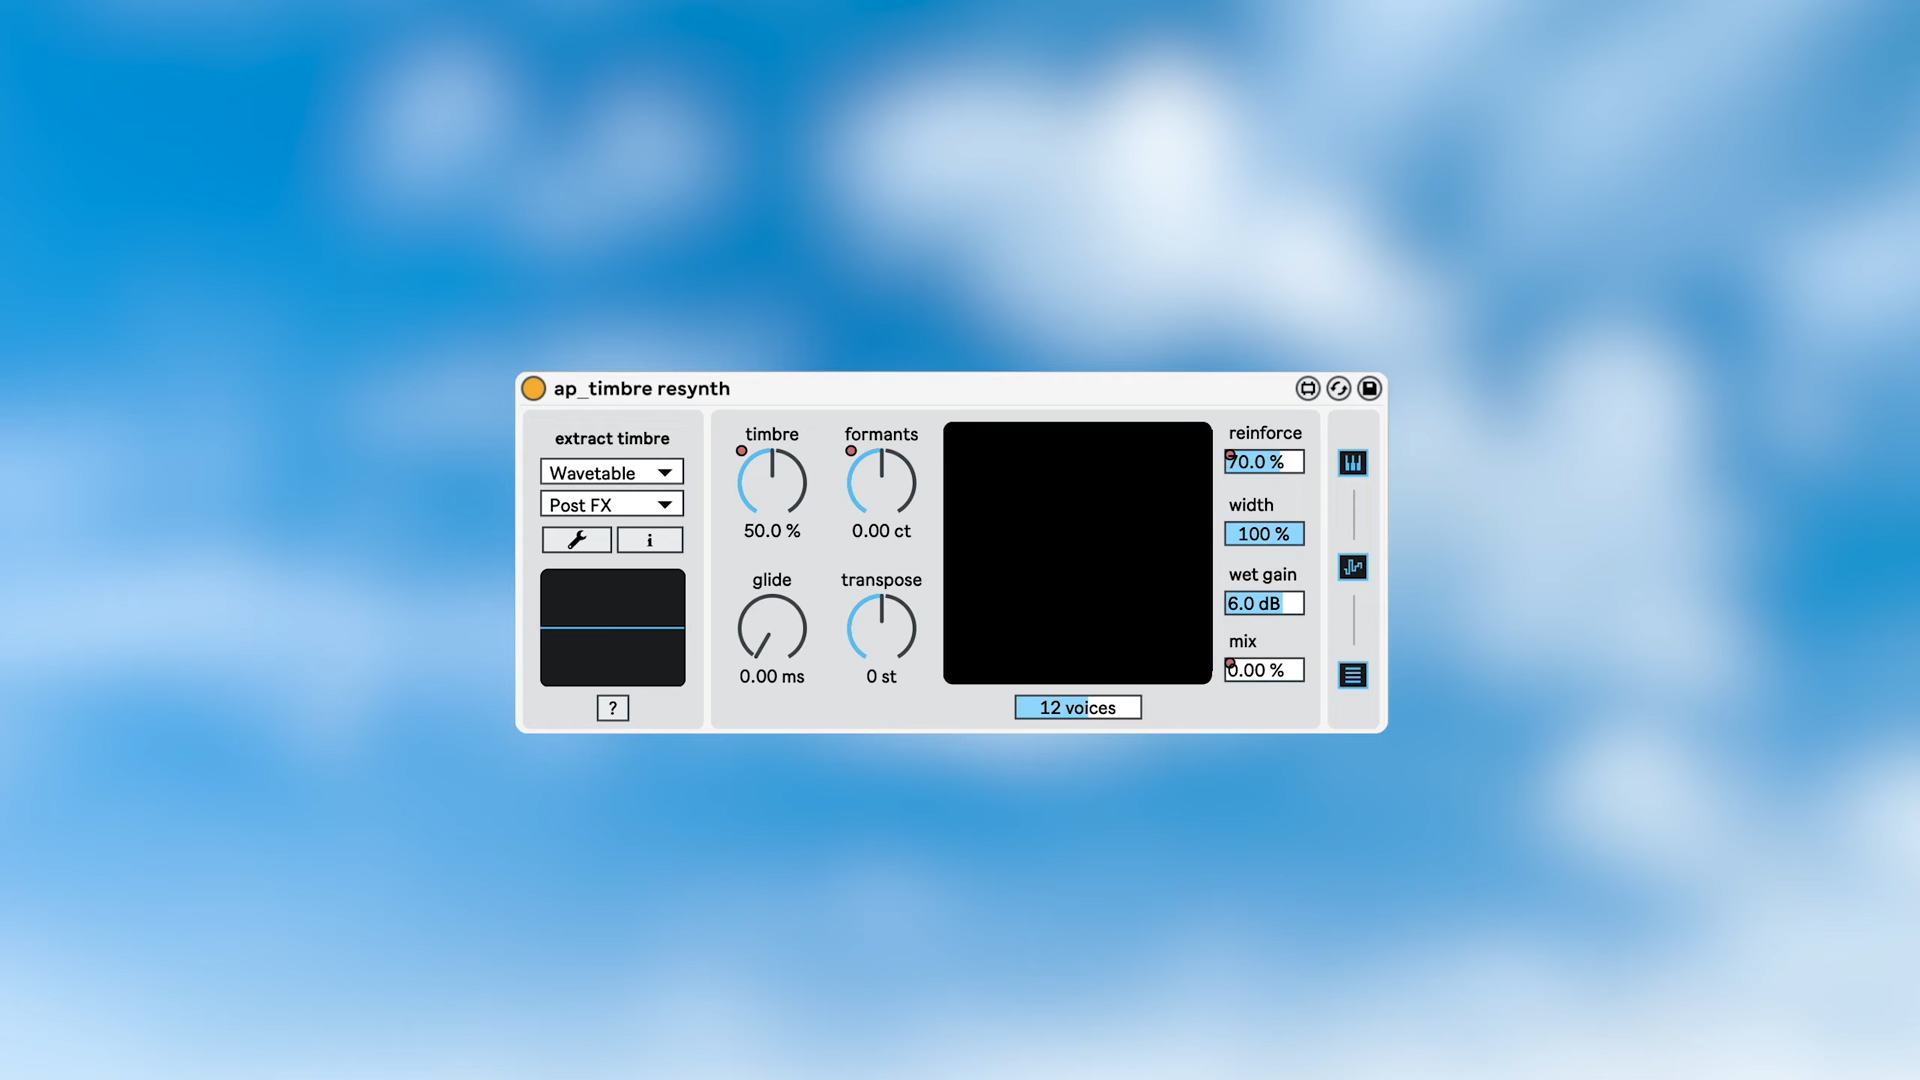 ap_timbre resynth
extract timbre
Wavetable
Post FX
i
?
timbre
50.0 %
formants
0.00 ct
glide
0.00 ms
transpose
0 st
12 voices
reinforce
70.0 %
width
100 %
wet gain
6.0 dB
mix
0.00 %